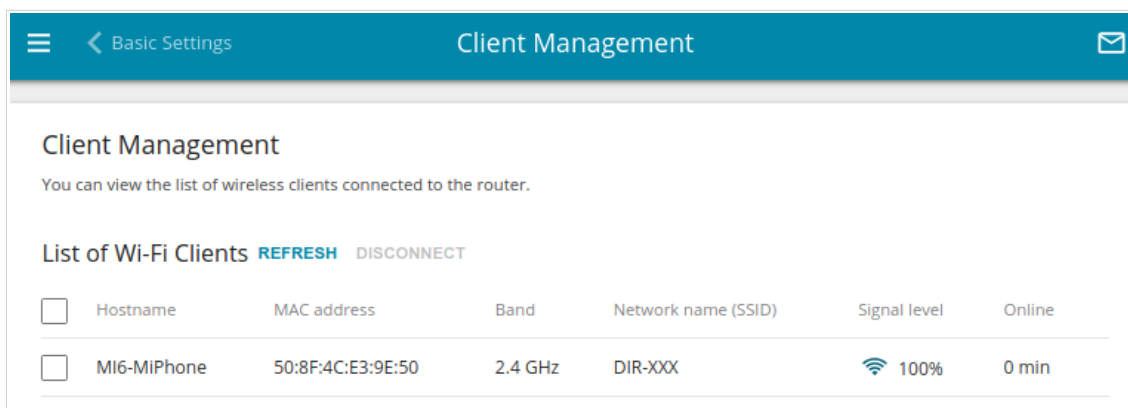 Basic Settings Client Management
Client Management
You can view the list of wireless clients connected to the router.
List of Wi-Fi Clients REFRESH DISCONNECT
Hostname MAC address Band Network name (SSID) Signal level Online
MI6-MiPhone 50:8F:4C:E3:9E:50 2.4 GHz DIR-XXX 100% 0 min